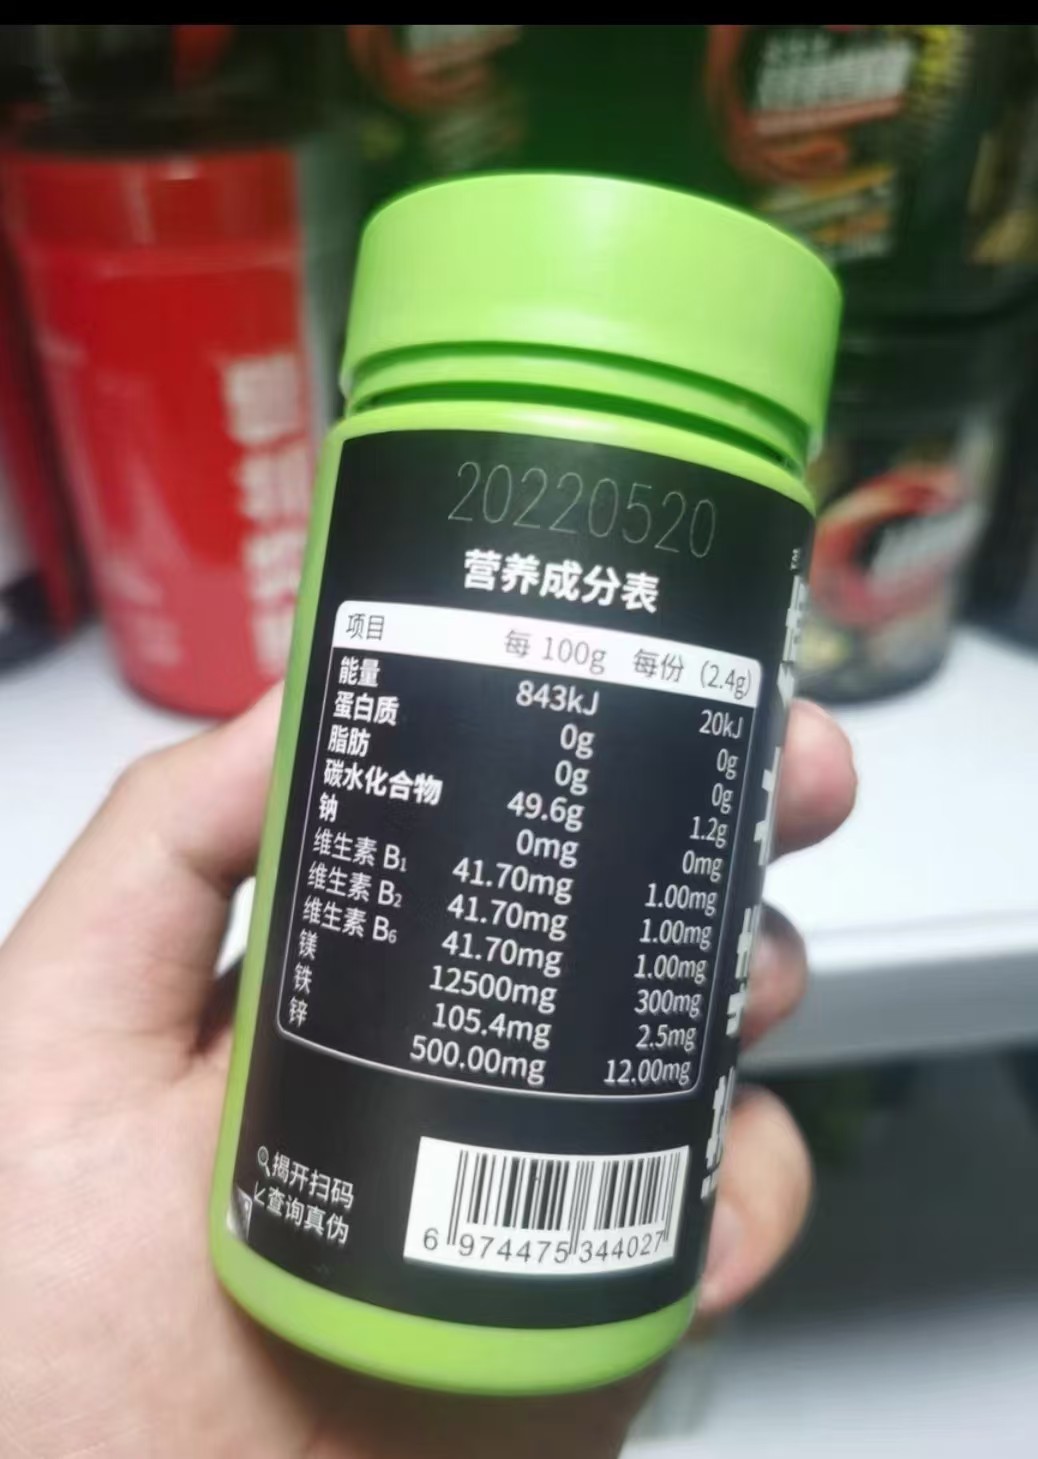 20220520
营养成分表
项目 每 100g 每份 (2.4g)
能量 843kJ 20kJ
蛋白质 0g 0g
脂肪 0g 0g
碳水化合物 49.6g 1.2g
钠 0mg 0mg
维生素 B₁ 41.70mg 1.00mg
维生素 B₂ 41.70mg 1.00mg
维生素 B₆ 41.70mg 1.00mg
镁 12500mg 300mg
铁 105.4mg 2.5mg
锌 500.00mg 12.00mg
揭开扫码
查询真伪
6 974475 344027